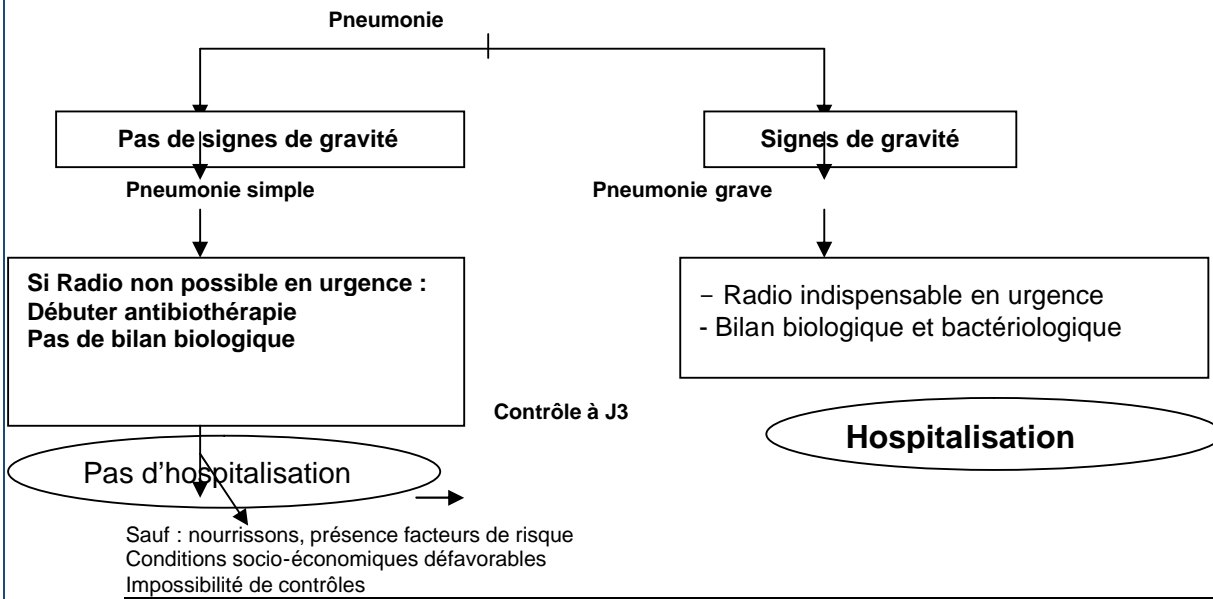 Pneumonie
Pas de signes de gravité
Signes de gravité
Pneumonie simple
Pneumonie grave
Si Radio non possible en urgence :
Débuter antibiothérapie
Pas de bilan biologique
– Radio indispensable en urgence
- Bilan biologique et bactériologique
Contrôle à J3
Hospitalisation
Pas d’hospitalisation
Sauf : nourrissons, présence facteurs de risque
Conditions socio-économiques défavorables
Impossibilité de contrôles